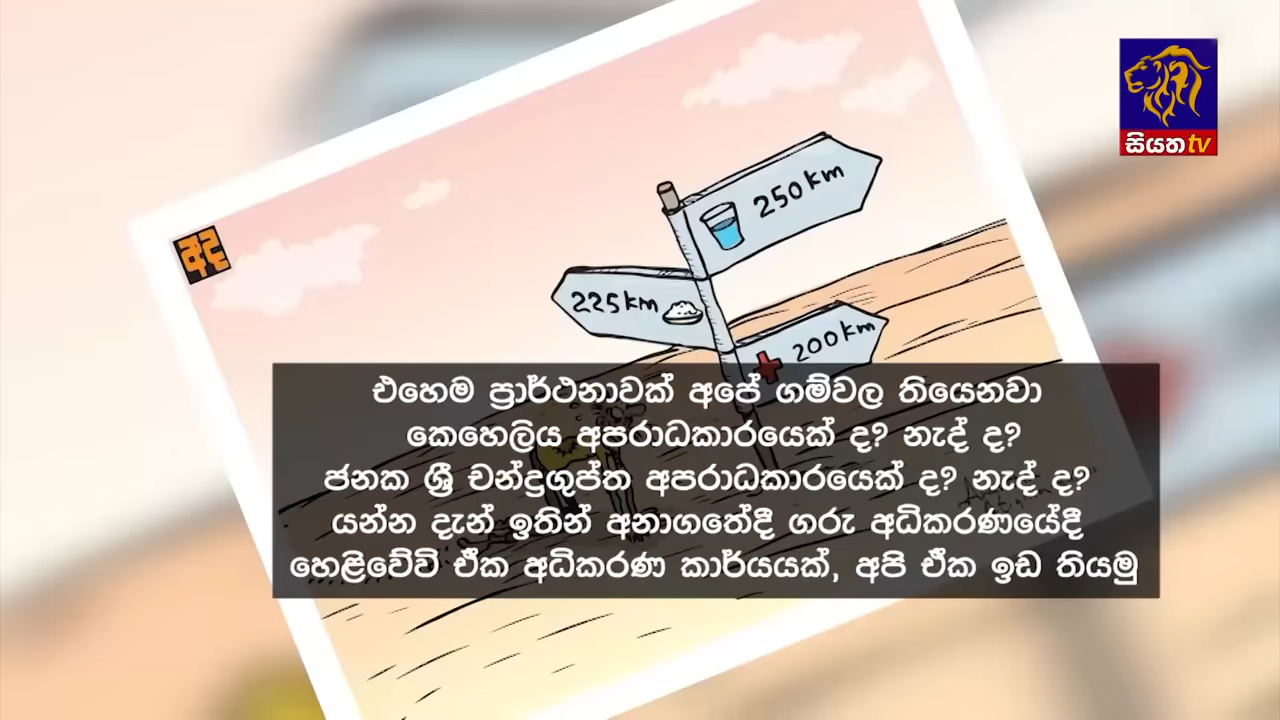 සියත tv
අද
250 km
225 km
200 km
එහෙම ප්‍රාර්ථනාවක් අපේ ගම්වල තියෙනවා
කෙහෙලිය අපරාධකාරයෙක් ද? නැද් ද?
ජනක ශ්‍රී චන්ද්‍රගුප්ත අපරාධකාරයෙක් ද? නැද් ද?
යන්න දැන් ඉතින් අනාගතේදී ගරු අධිකරණයේදී
හෙළිවේවි ඒක අධිකරණ කාර්යයක්, අපි ඒක ඉඩ තියමු